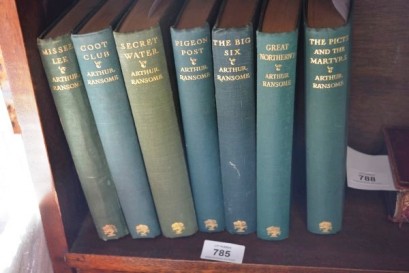 MISSEE
LEE
ARTHUR
RANSOME
COOT
CLUB
ARTHUR
RANSOME
SECRET
WATER
ARTHUR
RANSOME
PIGEON
POST
ARTHUR
RANSOME
THE BIG
SIX
ARTHUR
RANSOME
GREAT
NORTHERN?
ARTHUR
RANSOME
THE PICTS
AND THE
MARTYRS
ARTHUR
RANSOME
785
788